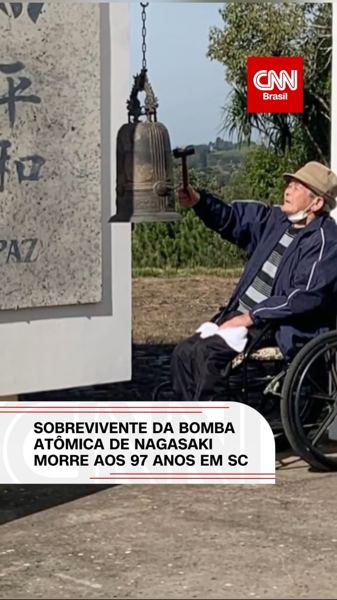 平
和
PAZ
CNN
Brasil
SOBREVIVENTE DA BOMBA
ATÔMICA DE NAGASAKI
MORRE AOS 97 ANOS EM SC